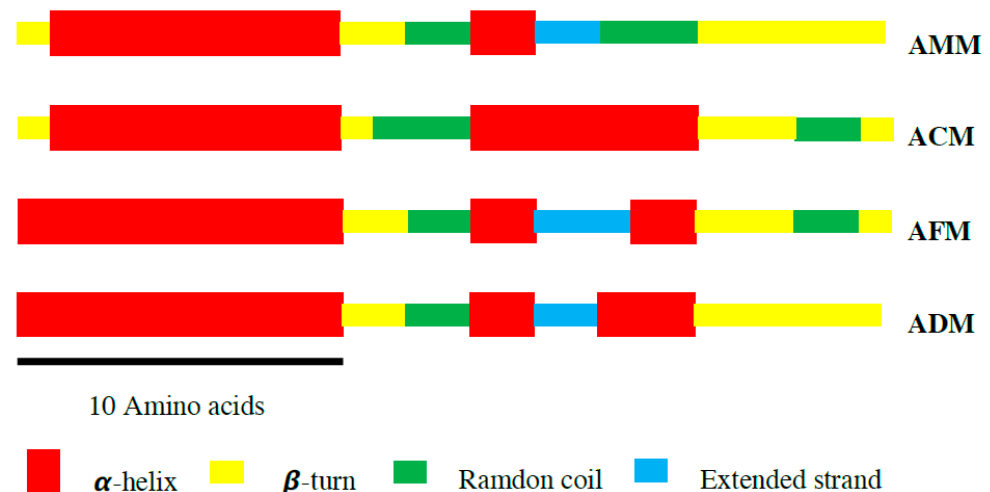 AMM
ACM
AFM
ADM
10 Amino acids
α-helix β-turn Ramdon coil Extended strand